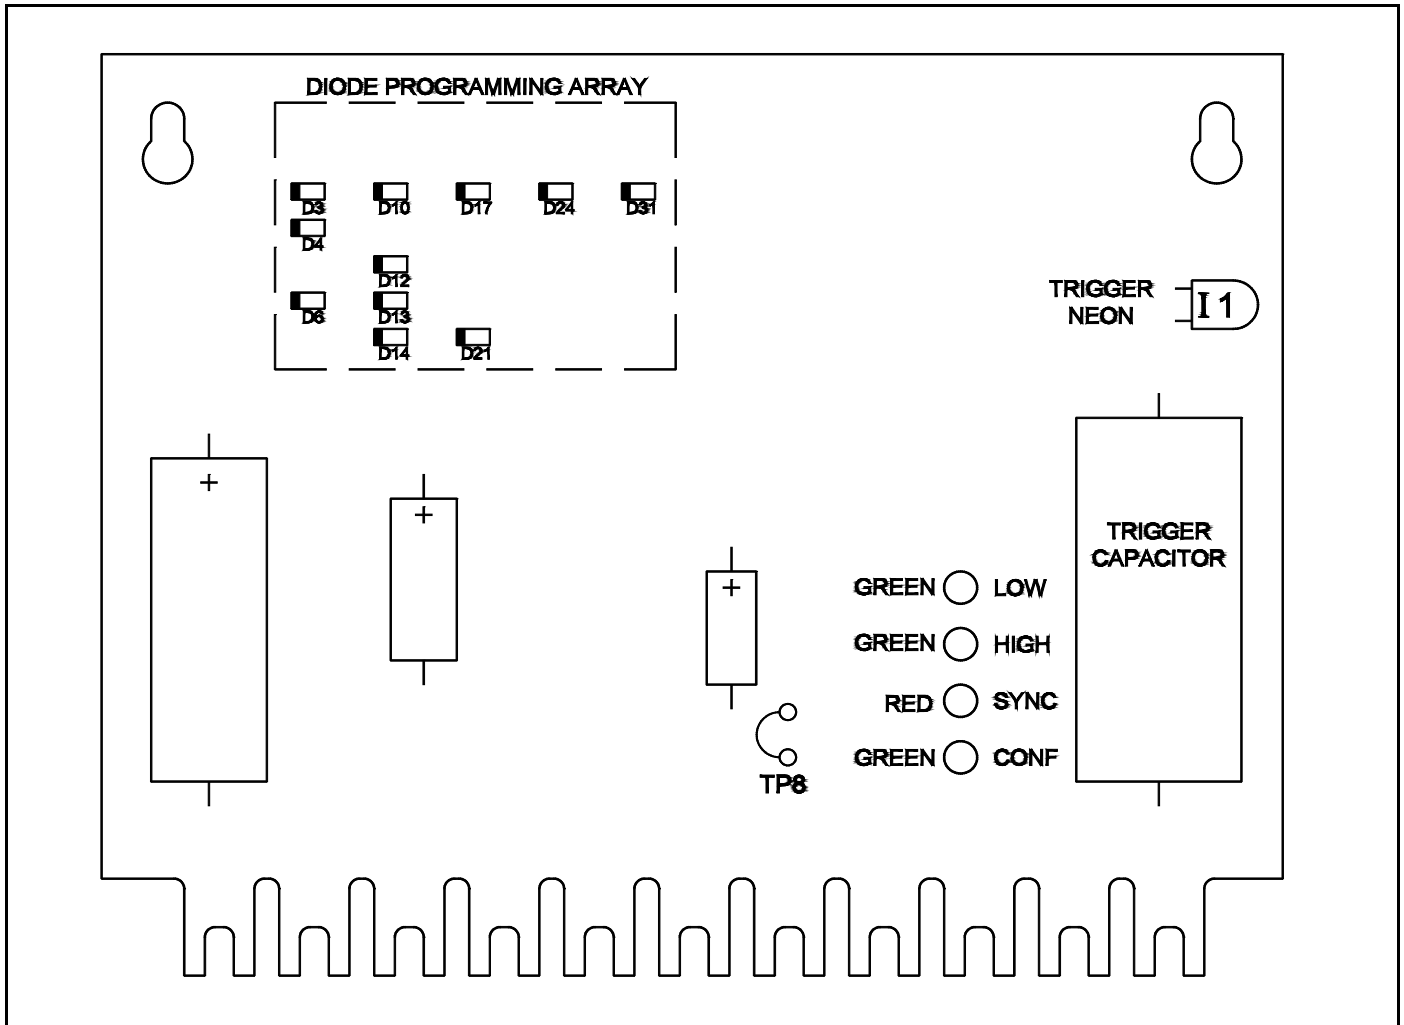 DIODE PROGRAMMING ARRAY
D3 D10 D17 D24 D31
D4
D12
D6 D13
D14 D21
TRIGGER
NEON
I1
+
+
+
TRIGGER
CAPACITOR
GREEN LOW
GREEN HIGH
RED SYNC
GREEN CONF
TP8